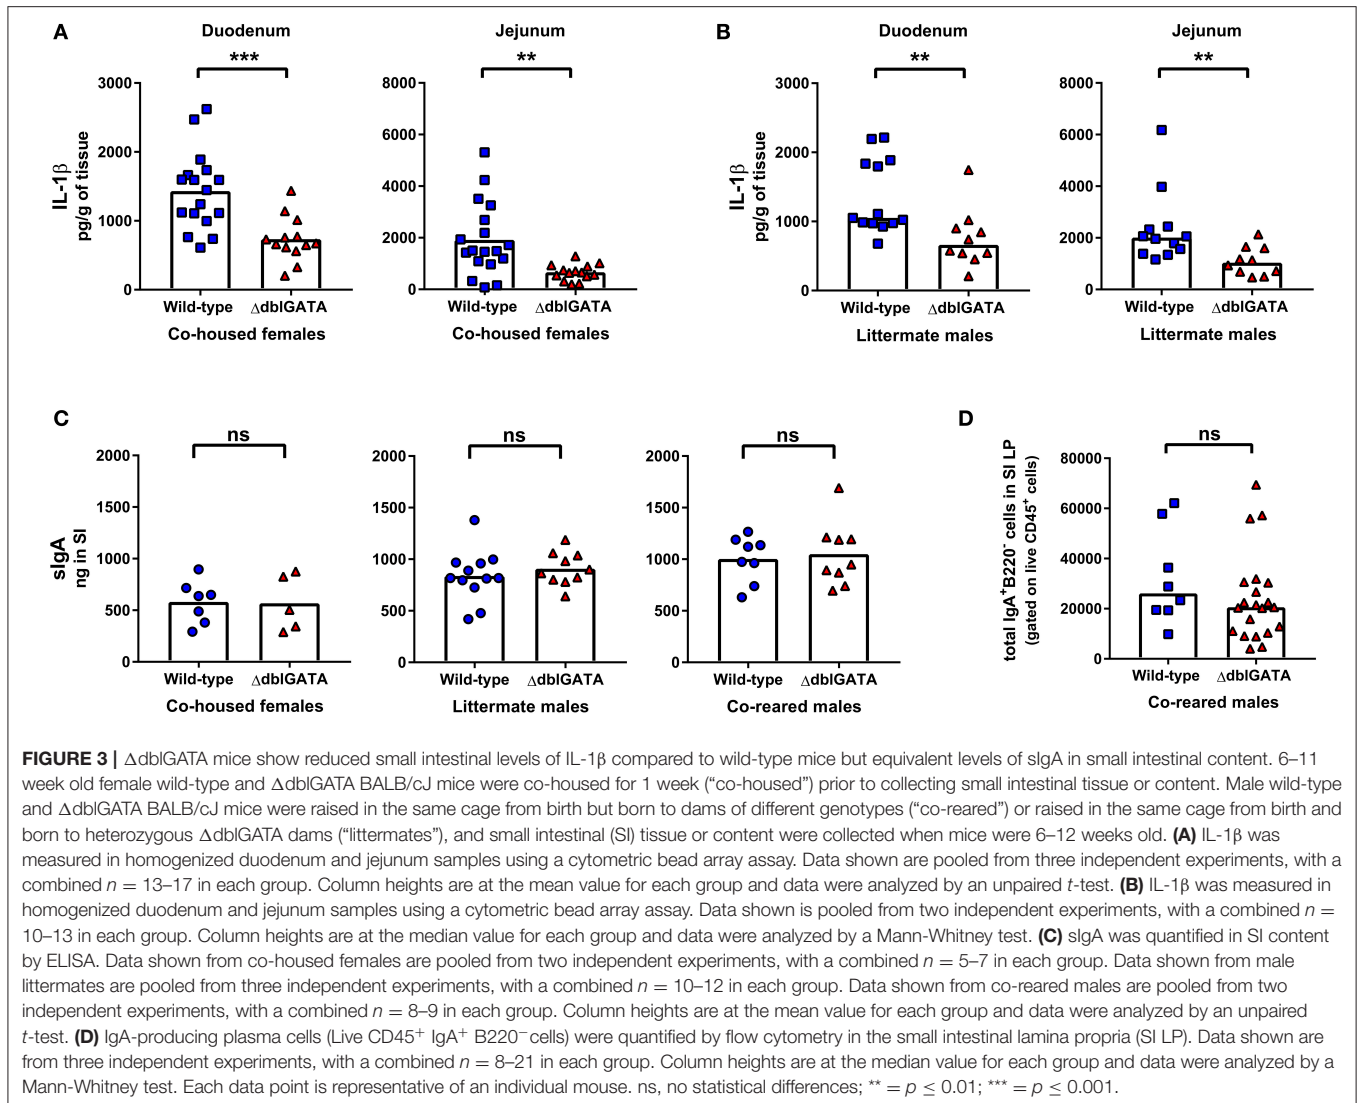 A
Duodenum
***
3000
2000
1000
0
IL-1β
pg/g of tissue
Wild-type ΔdblGATA
Co-housed females
Jejunum
**
8000
6000
4000
2000
0
Wild-type ΔdblGATA
Co-housed females
B
Duodenum
**
3000
2000
1000
0
IL-1β
pg/g of tissue
Wild-type ΔdblGATA
Littermate males
Jejunum
**
8000
6000
4000
2000
0
Wild-type ΔdblGATA
Littermate males
C
ns
2000
1500
1000
500
0
sIgA
ng in SI
Wild-type ΔdblGATA
Co-housed females
ns
2000
1500
1000
500
0
Wild-type ΔdblGATA
Littermate males
ns
2000
1500
1000
500
0
Wild-type ΔdblGATA
Co-reared males
D
ns
80000
60000
40000
20000
0
total IgA⁺B220⁻ cells in SI LP
(gated on live CD45⁺ cells)
Wild-type ΔdblGATA
Co-reared males
FIGURE 3 | ΔdblGATA mice show reduced small intestinal levels of IL-1β compared to wild-type mice but equivalent levels of sIgA in small intestinal content. 6–11
week old female wild-type and ΔdblGATA BALB/cJ mice were co-housed for 1 week (“co-housed”) prior to collecting small intestinal tissue or content. Male wild-type
and ΔdblGATA BALB/cJ mice were raised in the same cage from birth but born to dams of different genotypes (“co-reared”) or raised in the same cage from birth and
born to heterozygous ΔdblGATA dams (“littermates”), and small intestinal (SI) tissue or content were collected when mice were 6–12 weeks old. (A) IL-1β was
measured in homogenized duodenum and jejunum samples using a cytometric bead array assay. Data shown are pooled from three independent experiments, with a
combined n = 13–17 in each group. Column heights are at the mean value for each group and data were analyzed by an unpaired t-test. (B) IL-1β was measured in
homogenized duodenum and jejunum samples using a cytometric bead array assay. Data shown is pooled from two independent experiments, with a combined n =
10–13 in each group. Column heights are at the median value for each group and data were analyzed by a Mann-Whitney test. (C) sIgA was quantified in SI content
by ELISA. Data shown from co-housed females are pooled from two independent experiments, with a combined n = 5–7 in each group. Data shown from male
littermates are pooled from three independent experiments, with a combined n = 10–12 in each group. Data shown from co-reared males are pooled from two
independent experiments, with a combined n = 8–9 in each group. Column heights are at the mean value for each group and data were analyzed by an unpaired
t-test. (D) IgA-producing plasma cells (Live CD45⁺ IgA⁺ B220⁻cells) were quantified by flow cytometry in the small intestinal lamina propria (SI LP). Data shown are
from three independent experiments, with a combined n = 8–21 in each group. Column heights are at the median value for each group and data were analyzed by a
Mann-Whitney test. Each data point is representative of an individual mouse. ns, no statistical differences; ** = p ≤ 0.01; *** = p ≤ 0.001.